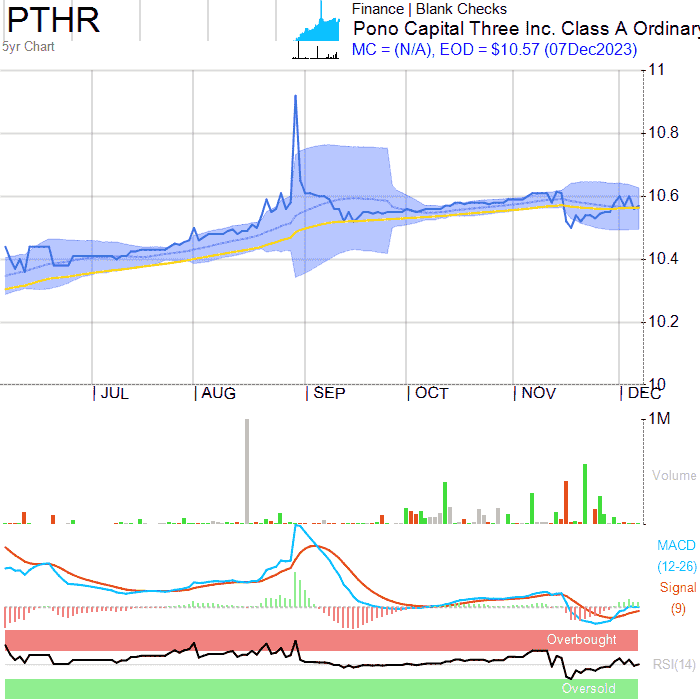 PTHR
5yr Chart
Finance | Blank Checks
Pono Capital Three Inc. Class A Ordinary
MC = (N/A), EOD = $10.57 (07Dec2023)
11
10.8
10.6
10.4
10.2
10
JUL AUG SEP OCT NOV DEC
1M
Volume
MACD
(12-26)
Signal
(9)
Overbought
RSI(14)
Oversold